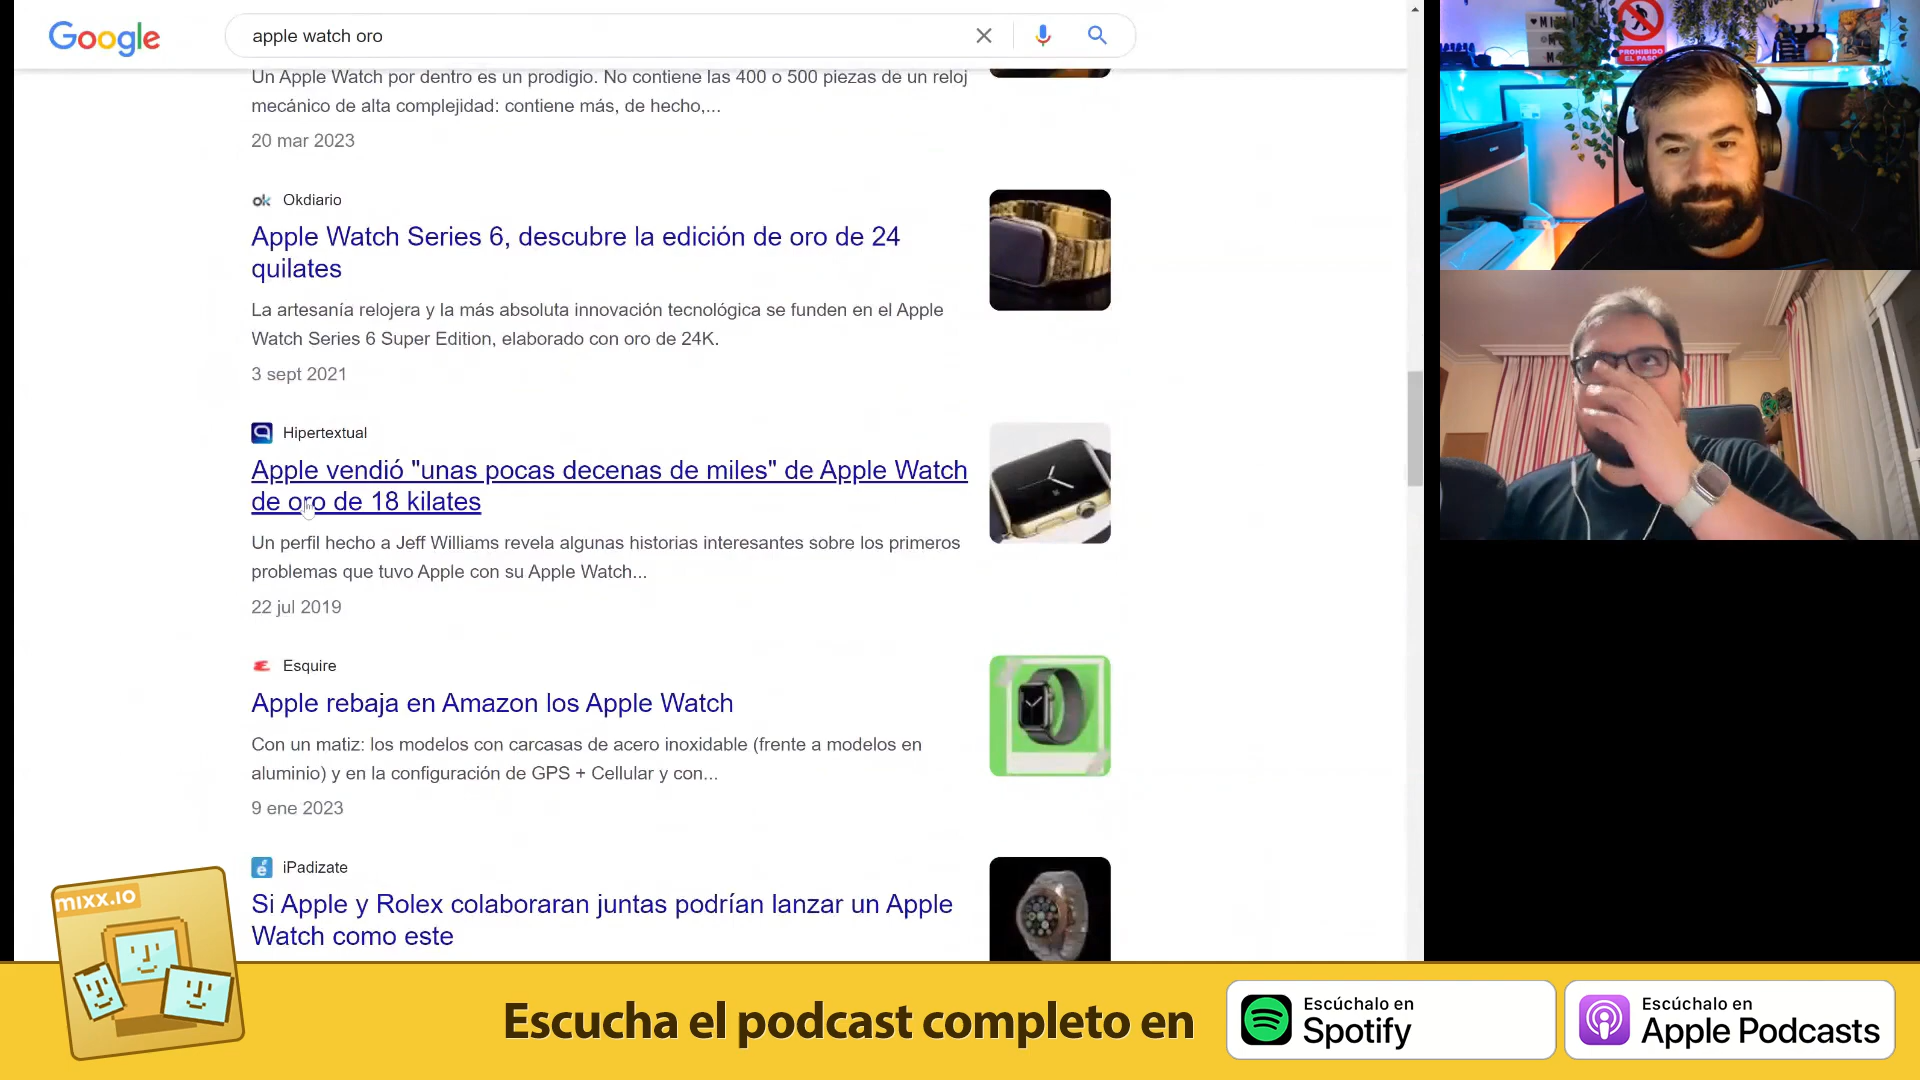 Google
apple watch oro
Un Apple Watch por dentro es un prodigio. No contiene las 400 o 500 piezas de un reloj
mecánico de alta complejidad: contiene más, de hecho,...
20 mar 2023
ok Okdiario
Apple Watch Series 6, descubre la edición de oro de 24
quilates
La artesanía relojera y la más absoluta innovación tecnológica se funden en el Apple
Watch Series 6 Super Edition, elaborado con oro de 24K.
3 sept 2021
Hipertextual
Apple vendió "unas pocas decenas de miles" de Apple Watch
de oro de 18 kilates
Un perfil hecho a Jeff Williams revela algunas historias interesantes sobre los primeros
problemas que tuvo Apple con su Apple Watch...
22 jul 2019
Esquire
Apple rebaja en Amazon los Apple Watch
Con un matiz: los modelos con carcasas de acero inoxidable (frente a modelos en
aluminio) y en la configuración de GPS + Cellular y con...
9 ene 2023
iPadizate
Si Apple y Rolex colaboraran juntas podrían lanzar un Apple
Watch como este
PROHIBIDO
EL PASO
mixx.io
Escucha el podcast completo en
Escúchalo en
Spotify
Escúchalo en
Apple Podcasts